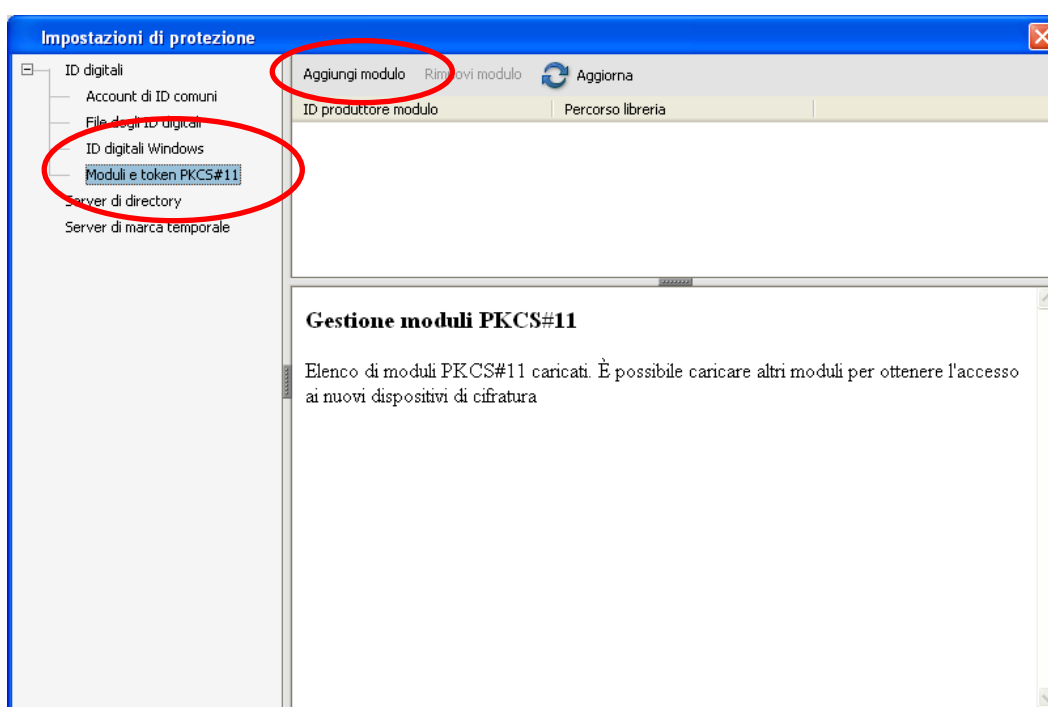 Impostazioni di protezione
ID digitali
Account di ID comuni
File degli ID digitali
ID digitali Windows
Moduli e token PKCS#11
Server di directory
Server di marca temporale
Aggiungi modulo Rimuovi modulo Aggiorna
ID produttore modulo Percorso libreria
Gestione moduli PKCS#11
Elenco di moduli PKCS#11 caricati. È possibile caricare altri moduli per ottenere l'accesso
ai nuovi dispositivi di cifratura